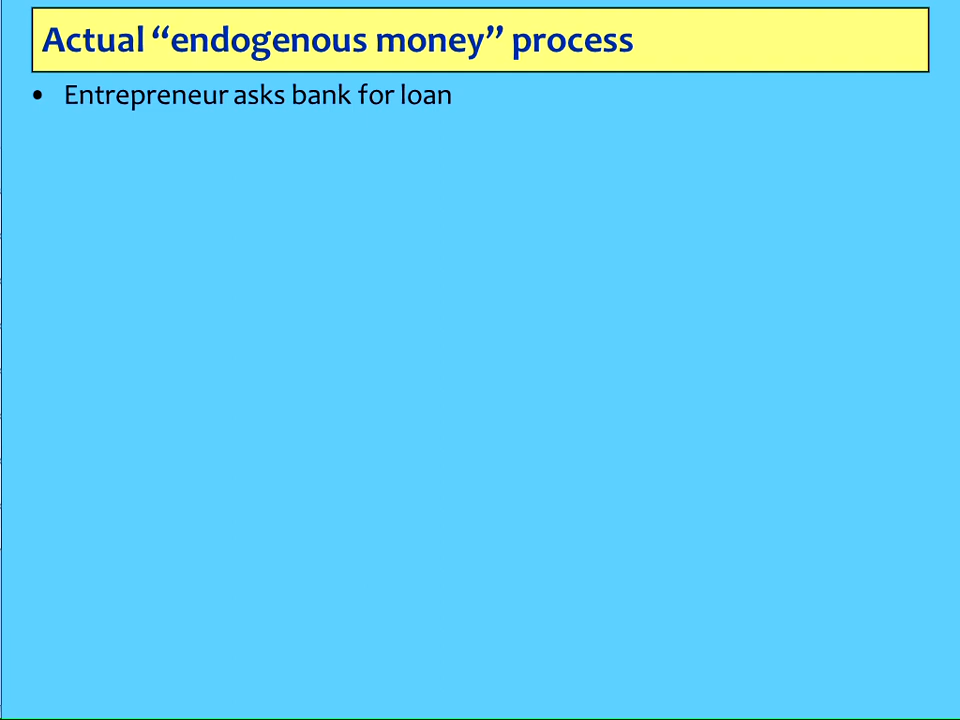 Actual “endogenous money” process
• Entrepreneur asks bank for loan